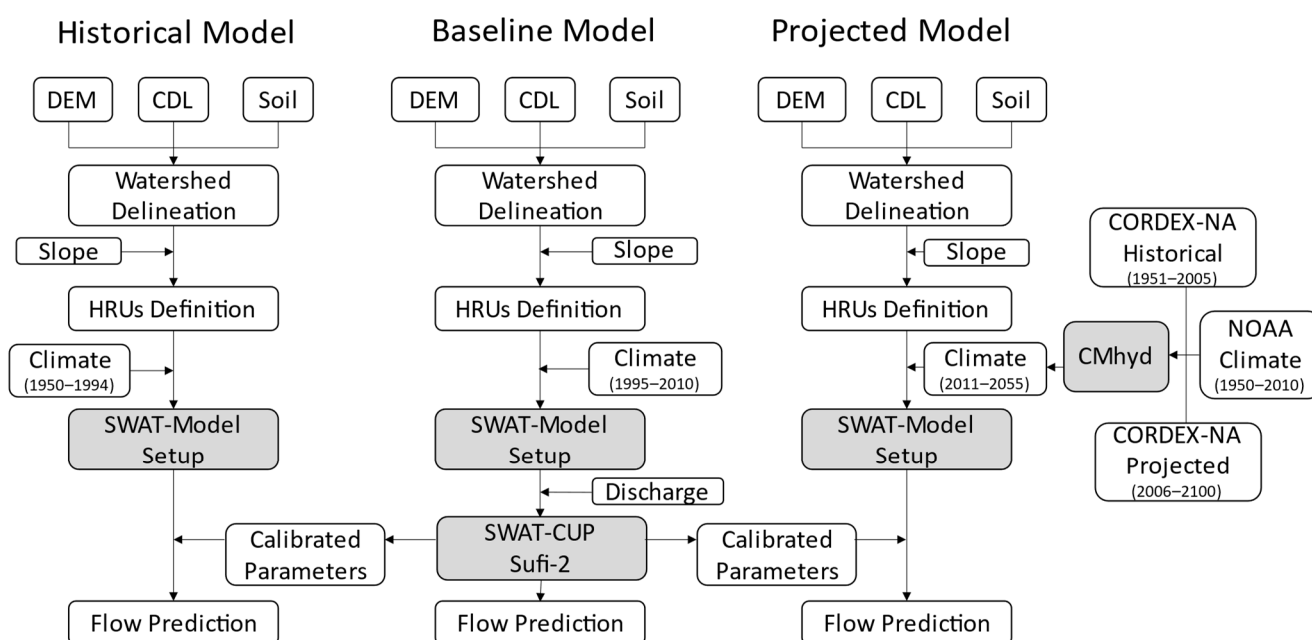 Historical Model
Baseline Model
Projected Model
DEM
CDL
Soil
DEM
CDL
Soil
DEM
CDL
Soil
Watershed
Delineation
Watershed
Delineation
Watershed
Delineation
Slope
Slope
Slope
HRUs Definition
HRUs Definition
HRUs Definition
CORDEX-NA
Historical
(1951–2005)
Climate
(1950–1994)
Climate
(1995–2010)
Climate
(2011–2055)
CMhyd
NOAA
Climate
(1950–2010)
SWAT-Model
Setup
SWAT-Model
Setup
SWAT-Model
Setup
CORDEX-NA
Projected
(2006–2100)
Discharge
Calibrated
Parameters
SWAT-CUP
Sufi-2
Calibrated
Parameters
Flow Prediction
Flow Prediction
Flow Prediction